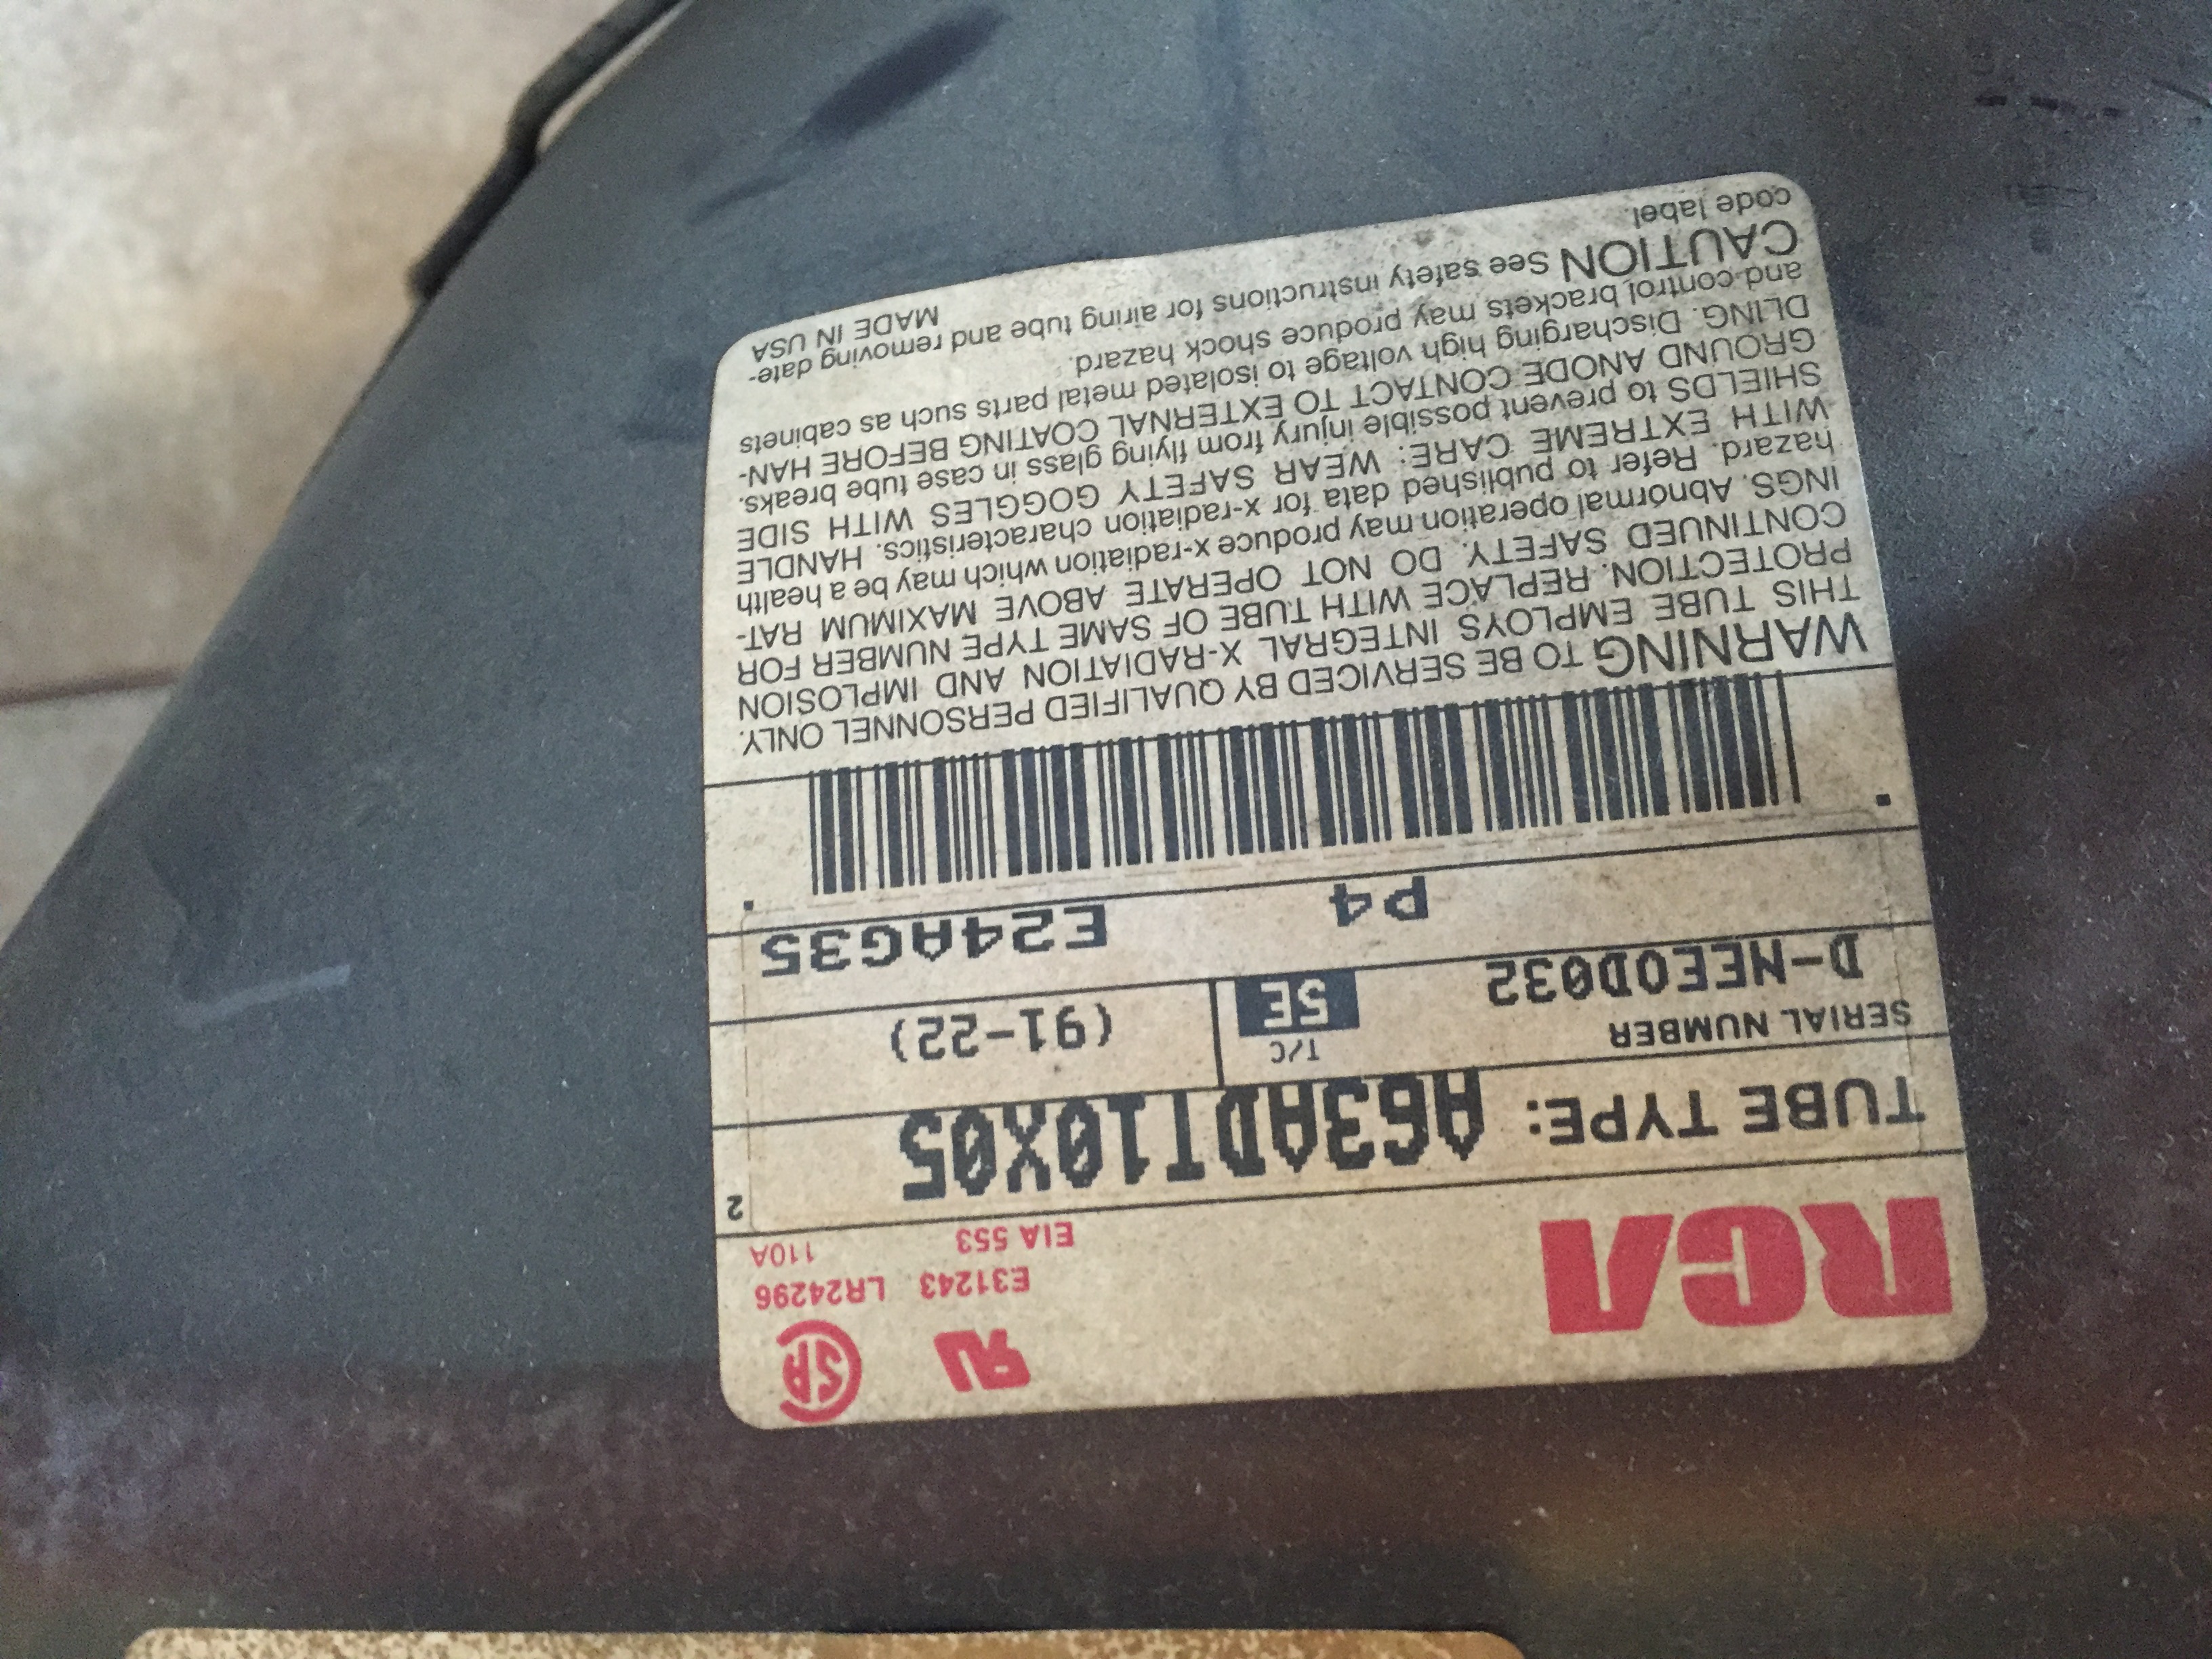 RCA
E31243 LR24296
EIA 553 110A
2
TUBE TYPE: A63ADT10X05
SERIAL NUMBER T/C (91-22)
D-NEEOD032 5E
P4 E24AG35
WARNING TO BE SERVICED BY QUALIFIED PERSONNEL ONLY.
THIS TUBE EMPLOYS INTEGRAL X-RADIATION AND IMPLOSION
PROTECTION. REPLACE WITH TUBE OF SAME TYPE NUMBER FOR
CONTINUED SAFETY. DO NOT OPERATE ABOVE MAXIMUM RAT-
INGS. Abnormal operation may produce x-radiation which may be a health
hazard. Refer to published data for x-radiation characteristics. HANDLE
WITH EXTREME CARE: WEAR SAFETY GOGGLES WITH SIDE
SHIELDS to prevent possible injury from flying glass in case tube breaks.
GROUND ANODE CONTACT TO EXTERNAL COATING BEFORE HAN-
DLING. Discharging high voltage to isolated metal parts such as cabinets
and control brackets may produce shock hazard.
CAUTION See safety instructions for airing tube and removing date-
code label.
MADE IN USA